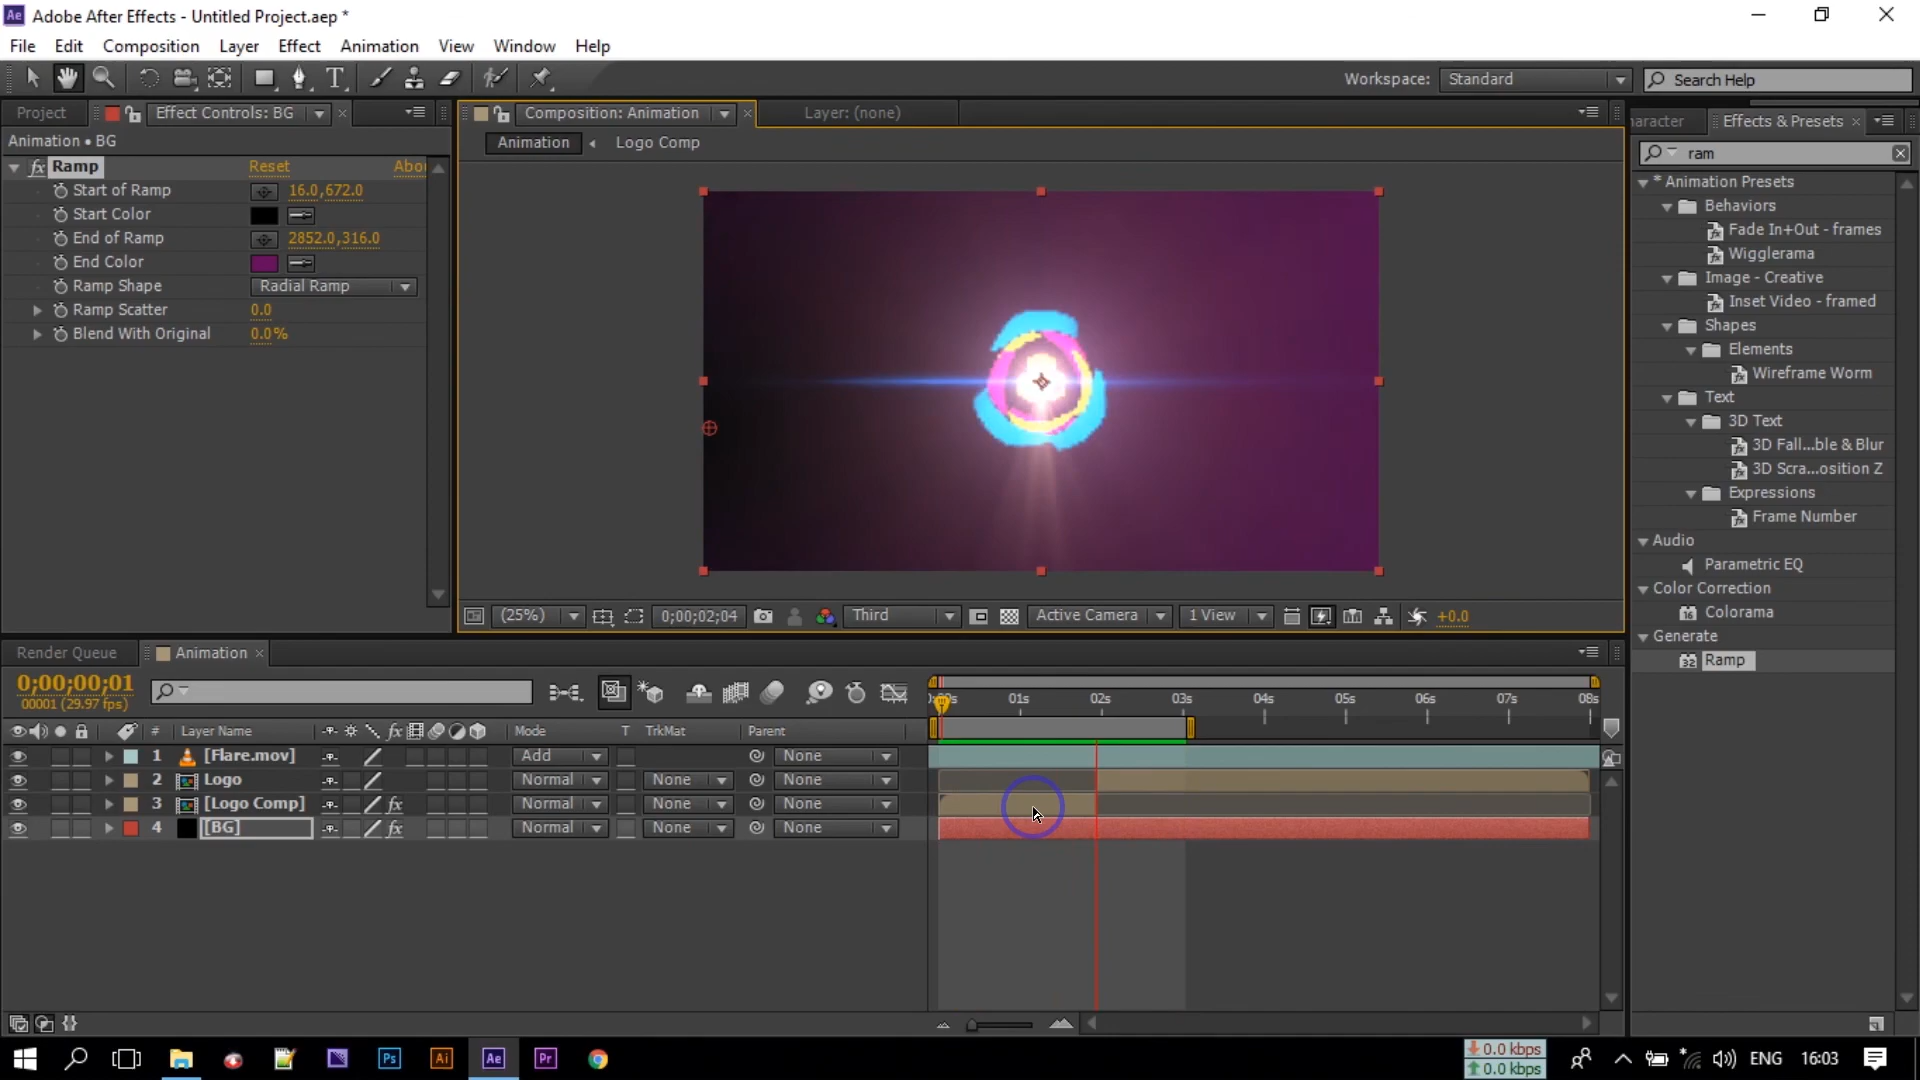 Adobe After Effects - Untitled Project.aep *
File Edit Composition Layer Effect Animation View Window Help
Workspace: Standard Search Help
Project Effect Controls: BG Composition: Animation Layer: (none) haracter Effects & Presets
Animation • BG
Animation Logo Comp
ram
Ramp Reset Abou
Start of Ramp 16.0,672.0
Start Color
End of Ramp 2852.0,316.0
End Color
Ramp Shape Radial Ramp
Ramp Scatter 0.0
Blend With Original 0.0%
* Animation Presets
Behaviors
Fade In+Out - frames
Wigglerama
Image - Creative
Inset Video - framed
Shapes
Elements
Wireframe Worm
Text
3D Text
3D Fall...ble & Blur
3D Scra...osition Z
Expressions
Frame Number
Audio
Parametric EQ
Color Correction
Colorama
Generate
32 Ramp
(25%) 0;00;02;04 Third Active Camera 1 View +0.0
Render Queue Animation
0;00;00;01
00001 (29.97 fps)
01s 02s 03s 04s 05s 06s 07s 08s
# Layer Name Mode T TrkMat Parent
1 [Flare.mov] Add None
2 Logo Normal None None
3 [Logo Comp] Normal None None
4 [BG] Normal None None
Ps Ai Ae Pr
0.0 kbps
0.0 kbps
ENG 16:03